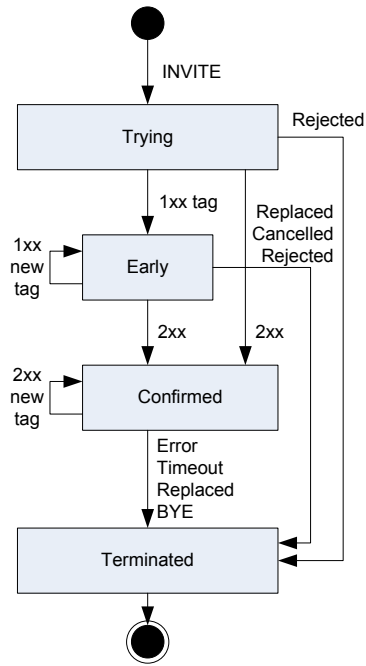 INVITE
Trying
Rejected
1xx tag
Replaced
Cancelled
Rejected
1xx
new
tag
Early
2xx
2xx
2xx
new
tag
Confirmed
Error
Timeout
Replaced
BYE
Terminated